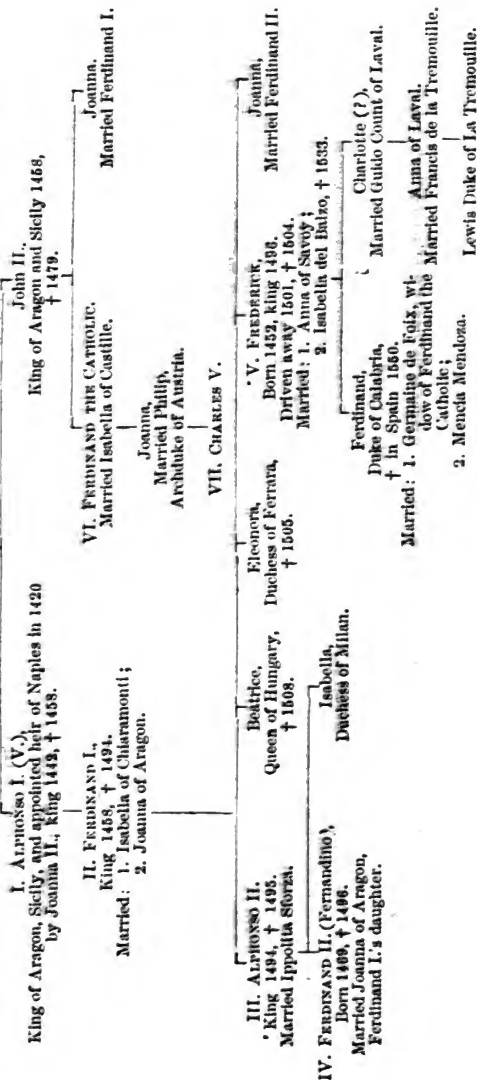 I. ALPHONSO I. (V.),
King of Aragon, Sicily, and appointed heir of Naples in 1420
by Joanna II., king 1442, † 1458.
John II.,
King of Aragon and Sicily 1458,
† 1479.
II. FERDINAND I.,
King 1458, † 1494.
Married: 1. Isabella of Chiaramonti;
2. Joanna of Aragon.
VI. FERDINAND THE CATHOLIC.
Married Isabella of Castille.
Joanna.
Married Ferdinand I.
Joanna,
Married Philip,
Archduke of Austria.
VII. CHARLES V.
III. ALPHONSO II.
King 1494, † 1495.
Married Ippolita Sforza.
Beatrice,
Queen of Hungary,
† 1508.
Eleonora,
Duchess of Ferrara,
† 1505.
V. FREDERICK,
Born 1452, king 1496.
Driven away 1501, † 1504.
Married: 1. Anna of Savoy;
2. Isabella del Balzo, † 1533.
Joanna,
Married Ferdinand II.
IV. FERDINAND II. (Fernandino),
Born 1469, † 1496.
Married Joanna of Aragon,
Ferdinand I.'s daughter.
Isabella,
Duchess of Milan.
Ferdinand,
Duke of Calabria,
† in Spain 1550.
Married: 1. Germaine de Foix, wi-
dow of Ferdinand the
Catholic;
2. Mencia Mendoza.
Charlotte (?),
Married Guido Count of Laval.
Anna of Laval.
Married Francis de la Tremouille.
Lewis Duke of La Tremouille.